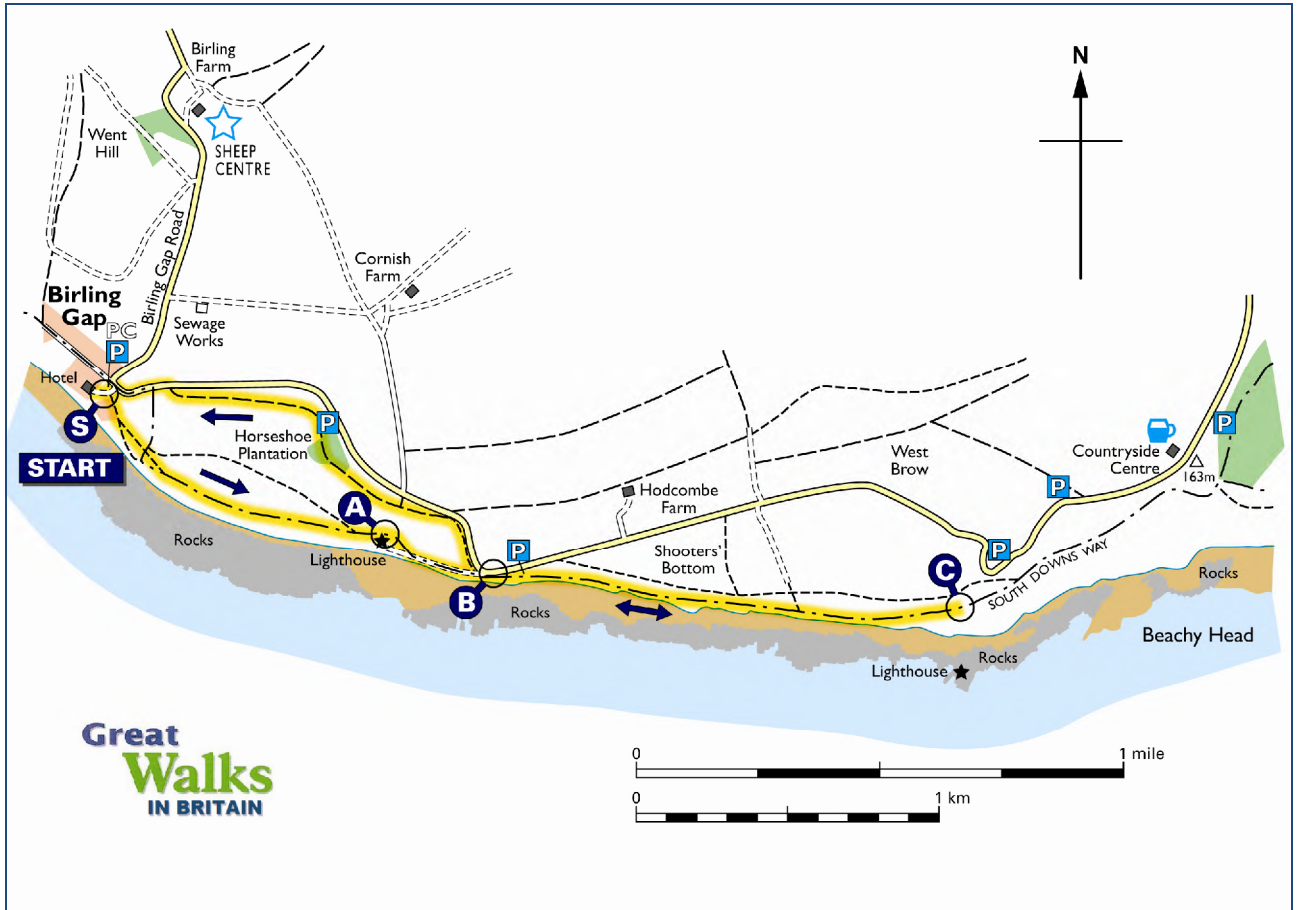 Birling
Farm
N
Went
Hill
SHEEP
CENTRE
Birling Gap Road
Cornish
Farm
Birling
Gap
PC
P
Sewage
Works
Hotel
S
START
P
Horseshoe
Plantation
P
Countryside
Centre
163m
West
Brow
P
Hodcombe
Farm
A
Rocks
Lighthouse
P
Shooters'
Bottom
P
SOUTH DOWNS WAY
C
B
Rocks
Rocks
Beachy Head
Lighthouse
Rocks
Great
Walks
IN BRITAIN
0 1 mile
0 1 km